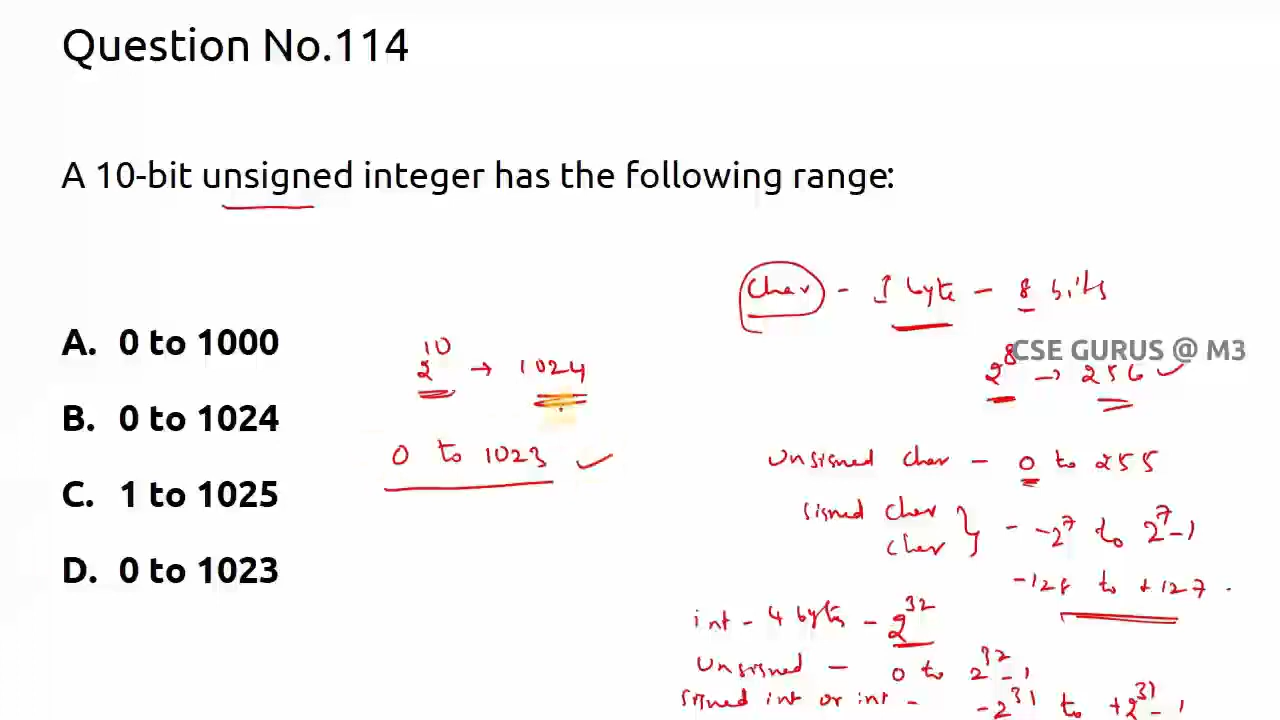 Question No.114
A 10-bit unsigned integer has the following range:
A. 0 to 1000
B. 0 to 1024
C. 1 to 1025
D. 0 to 1023
2^10 → 1024
0 to 1023 ✓
char - 1 byte - 8 bits
CSE GURUS @ M3
2^8 → 256 ✓
unsigned char - 0 to 255
signed char
char } - -2^7 to 2^7-1
-128 to +127.
int - 4 bytes - 2^32
unsigned - 0 to 2^32-1
signed int or int - -2^31 to +2^31-1